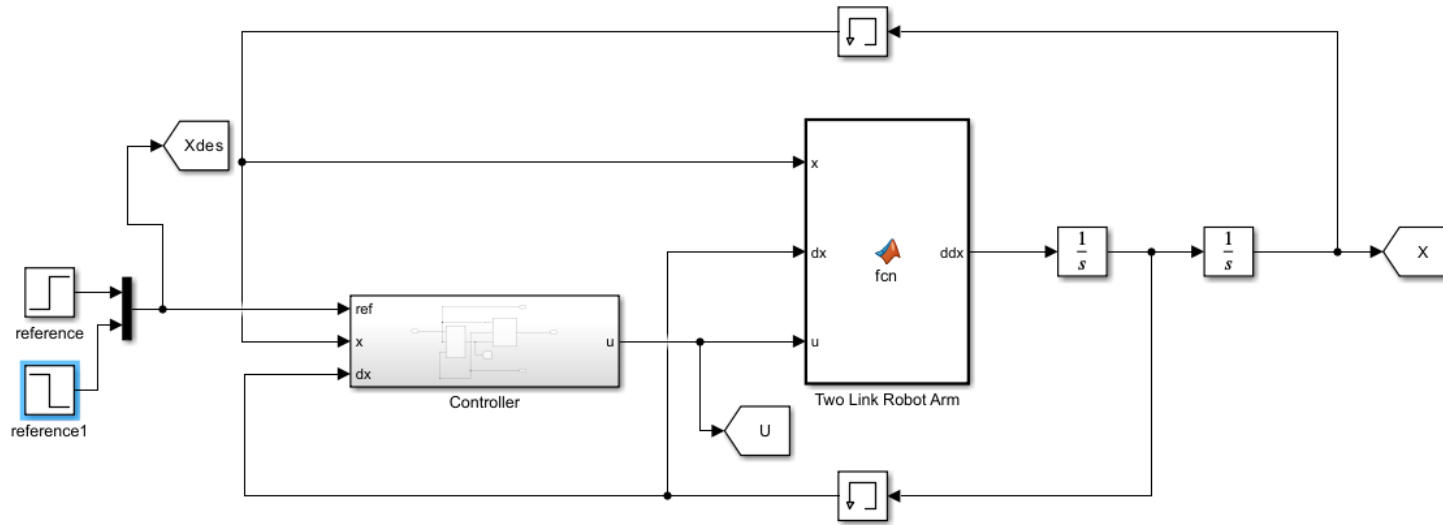 Xdes
x
dx
ddx
fcn
u
1
s
1
s
X
reference
ref
x
dx
u
Controller
Two Link Robot Arm
reference1
U